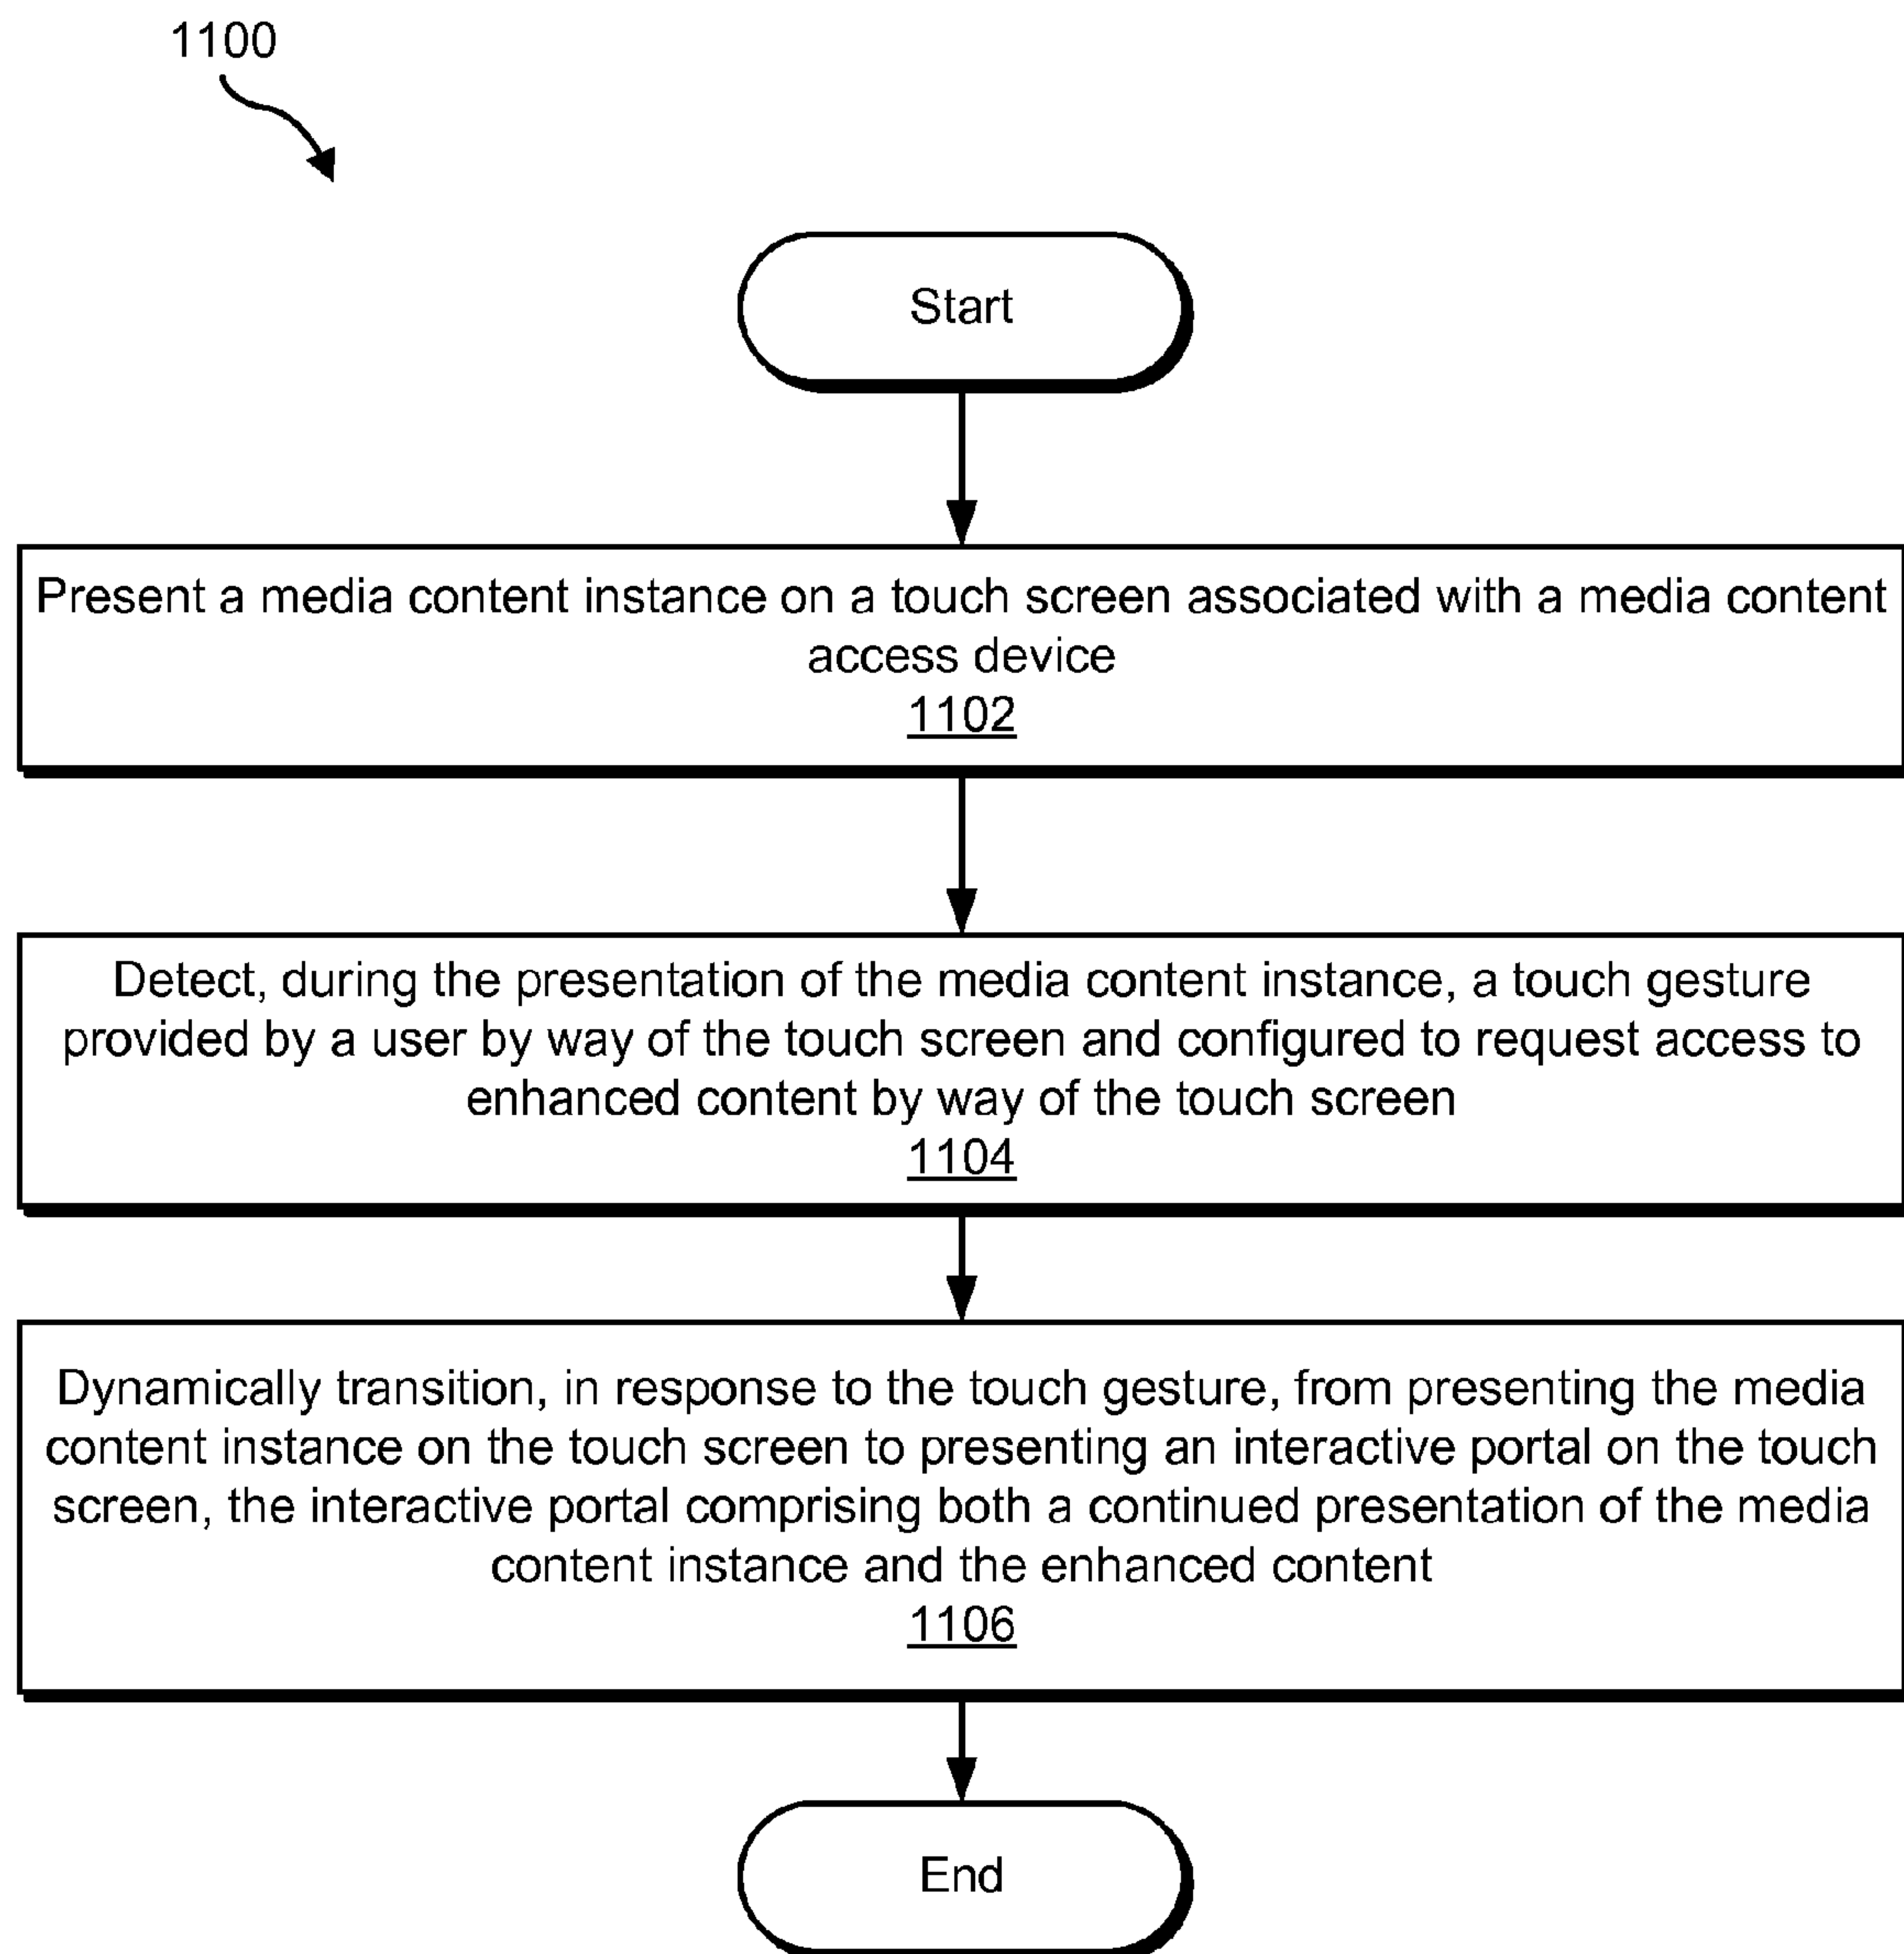 1100
Start
Present a media content instance on a touch screen associated with a media content
access device
1102
Detect, during the presentation of the media content instance, a touch gesture
provided by a user by way of the touch screen and configured to request access to
enhanced content by way of the touch screen
1104
Dynamically transition, in response to the touch gesture, from presenting the media
content instance on the touch screen to presenting an interactive portal on the touch
screen, the interactive portal comprising both a continued presentation of the media
content instance and the enhanced content
1106
End